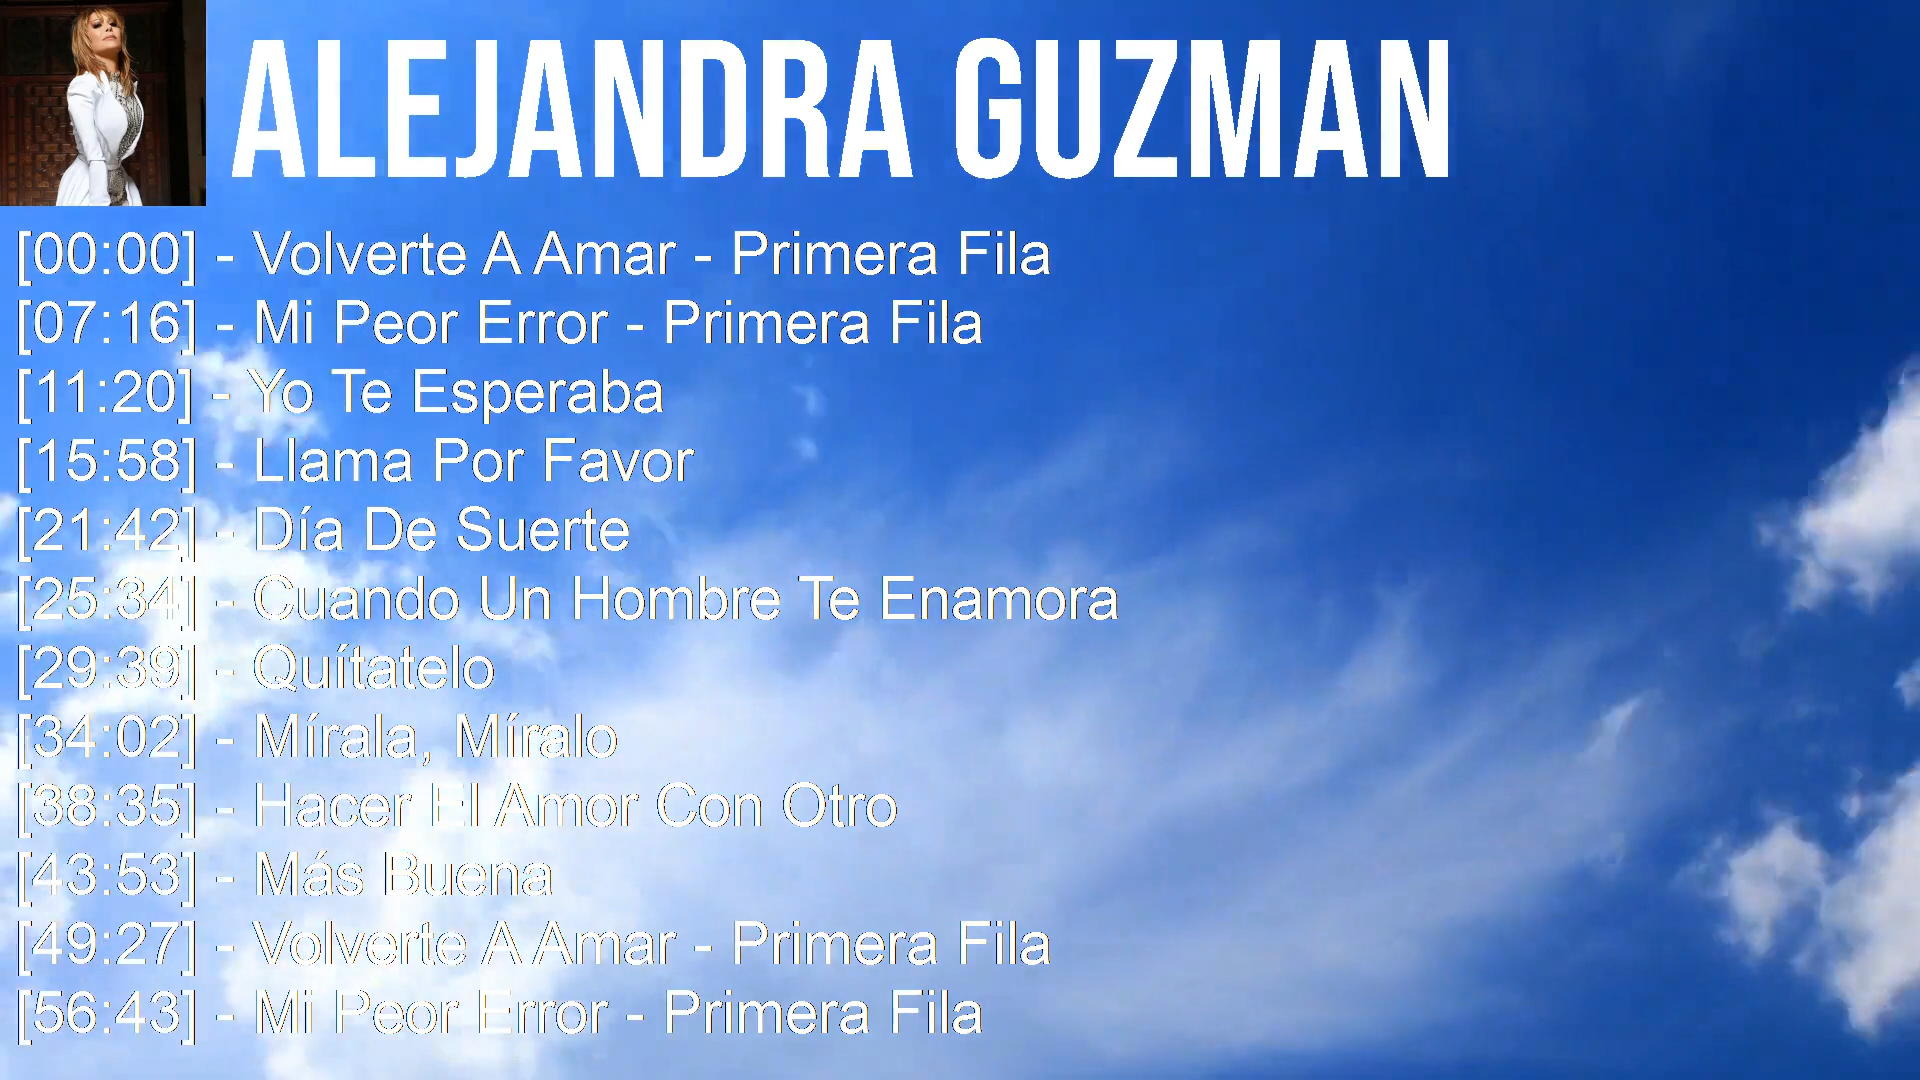 ALEJANDRA GUZMAN
[00:00] - Volverte A Amar - Primera Fila
[07:16] - Mi Peor Error - Primera Fila
[11:20] - Yo Te Esperaba
[15:58] - Llama Por Favor
[21:42] - Día De Suerte
[25:34] - Cuando Un Hombre Te Enamora
[29:39] - Quítatelo
[34:02] - Mírala, Míralo
[38:35] - Hacer El Amor Con Otro
[43:53] - Más Buena
[49:27] - Volverte A Amar - Primera Fila
[56:43] - Mi Peor Error - Primera Fila